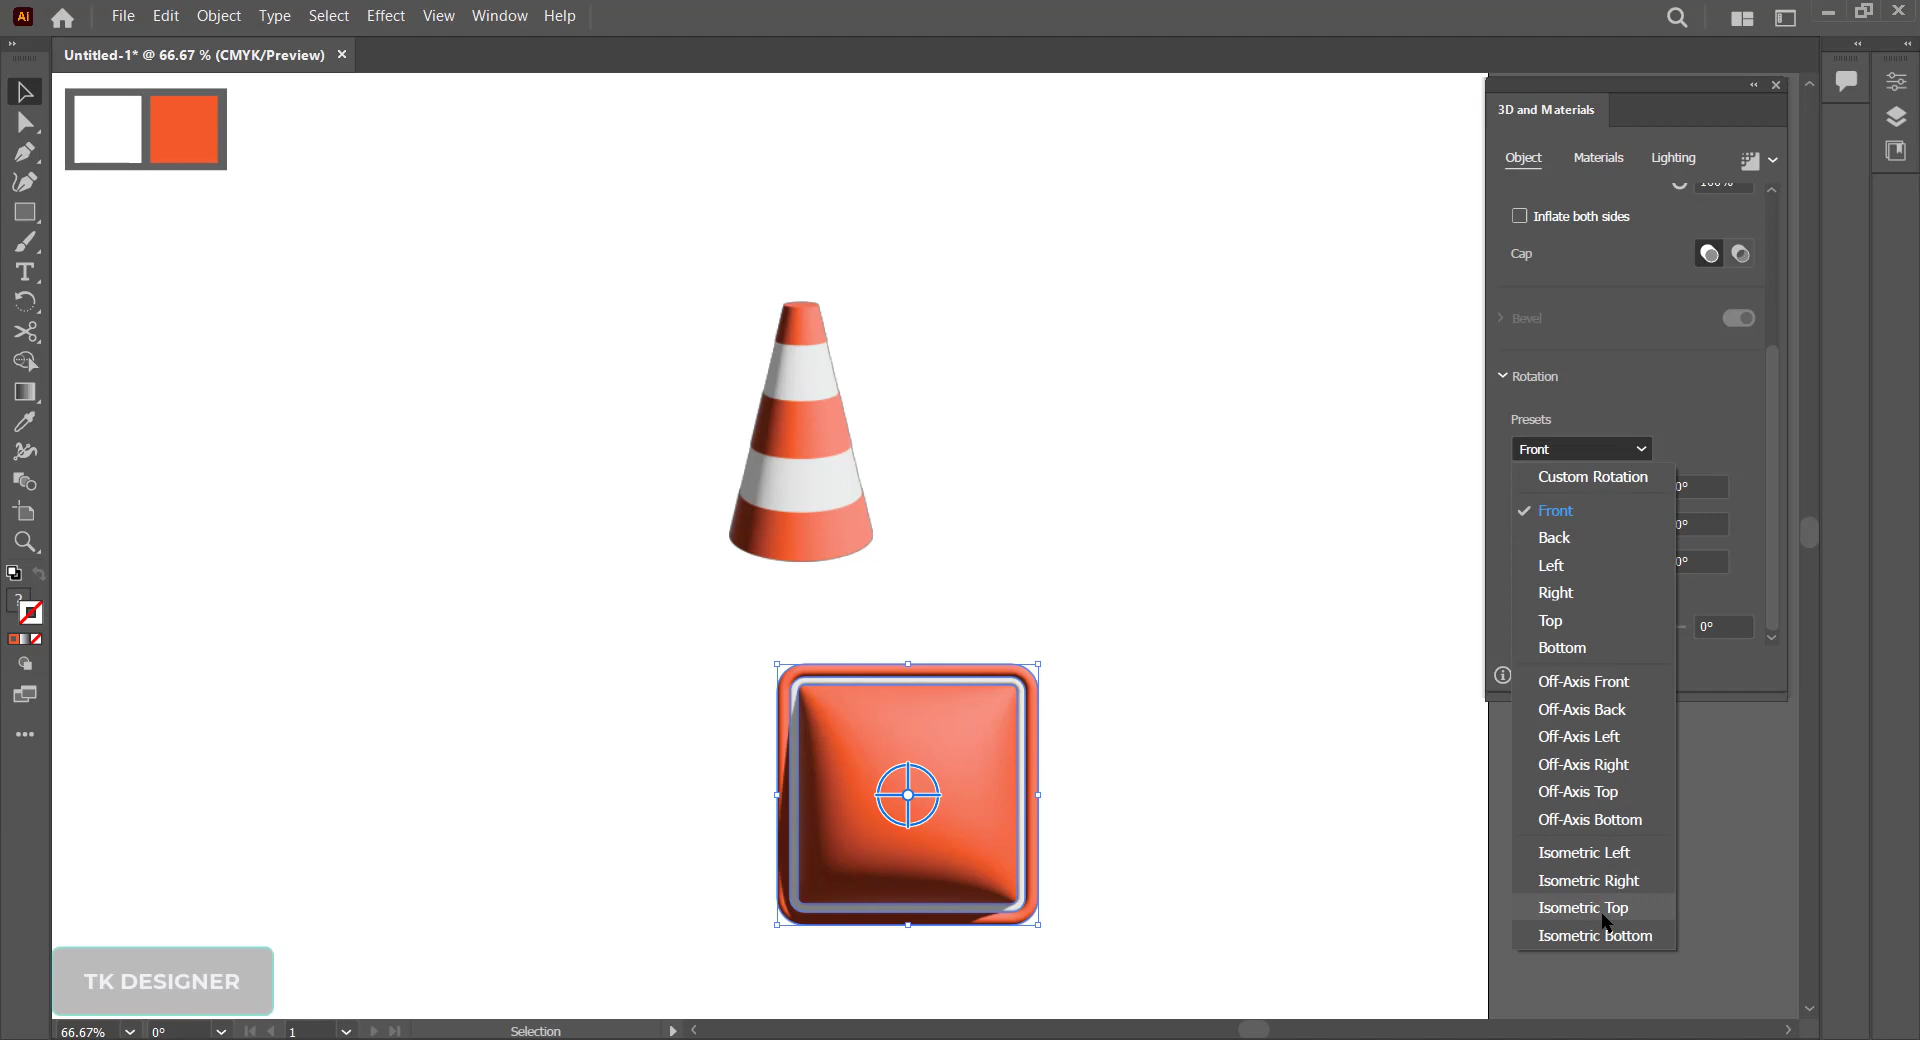 Ai File Edit Object Type Select Effect View Window Help
Untitled-1* @ 66.67 % (CMYK/Preview)
3D and Materials
Object Materials Lighting
100%
Inflate both sides
Cap
Bevel
Rotation
Presets
Front
Custom Rotation
0°
Front
0°
Back
Left
0°
Right
Top
0°
Bottom
Off-Axis Front
Off-Axis Back
Off-Axis Left
Off-Axis Right
Off-Axis Top
Off-Axis Bottom
Isometric Left
Isometric Right
Isometric Top
Isometric Bottom
?
TK DESIGNER
66.67% 0° 1 Selection